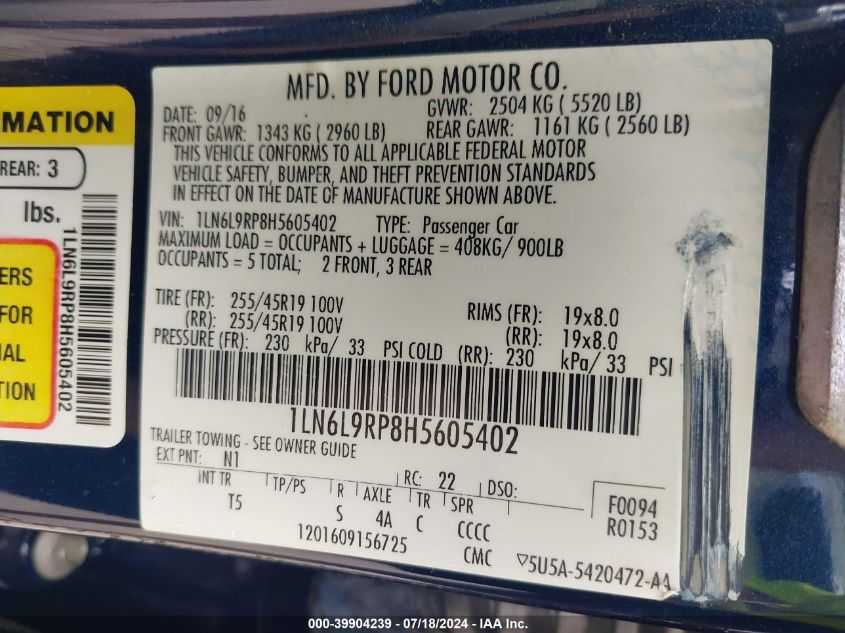 MFD. BY FORD MOTOR CO.
DATE: 09/16 GVWR: 2504 KG ( 5520 LB)
FRONT GAWR: 1343 KG ( 2960 LB) REAR GAWR: 1161 KG ( 2560 LB)
THIS VEHICLE CONFORMS TO ALL APPLICABLE FEDERAL MOTOR
VEHICLE SAFETY, BUMPER, AND THEFT PREVENTION STANDARDS
IN EFFECT ON THE DATE OF MANUFACTURE SHOWN ABOVE.
VIN: 1LN6L9RP8H5605402 TYPE: Passenger Car
MAXIMUM LOAD = OCCUPANTS + LUGGAGE = 408KG/ 900LB
OCCUPANTS = 5 TOTAL; 2 FRONT, 3 REAR
TIRE (FR): 255/45R19 100V RIMS (FR): 19x8.0
(RR): 255/45R19 100V (RR): 19x8.0
PRESSURE (FR): 230 kPa/ 33 PSI COLD (RR): 230 kPa/ 33 PSI
1LN6L9RP8H5605402
TRAILER TOWING - SEE OWNER GUIDE
EXT PNT: N1 RC: 22 DSO:
INT TR TP/PS R AXLE TR SPR F0094
T5 S 4A C CCCC R0153
1201609156725 CMC 5U5A-5420472-AA
MATION
REAR: 3
lbs.
1LN6L9RP8H5605402
ERS
FOR
IAL
TION
000-39904239 - 07/18/2024 - IAA Inc.